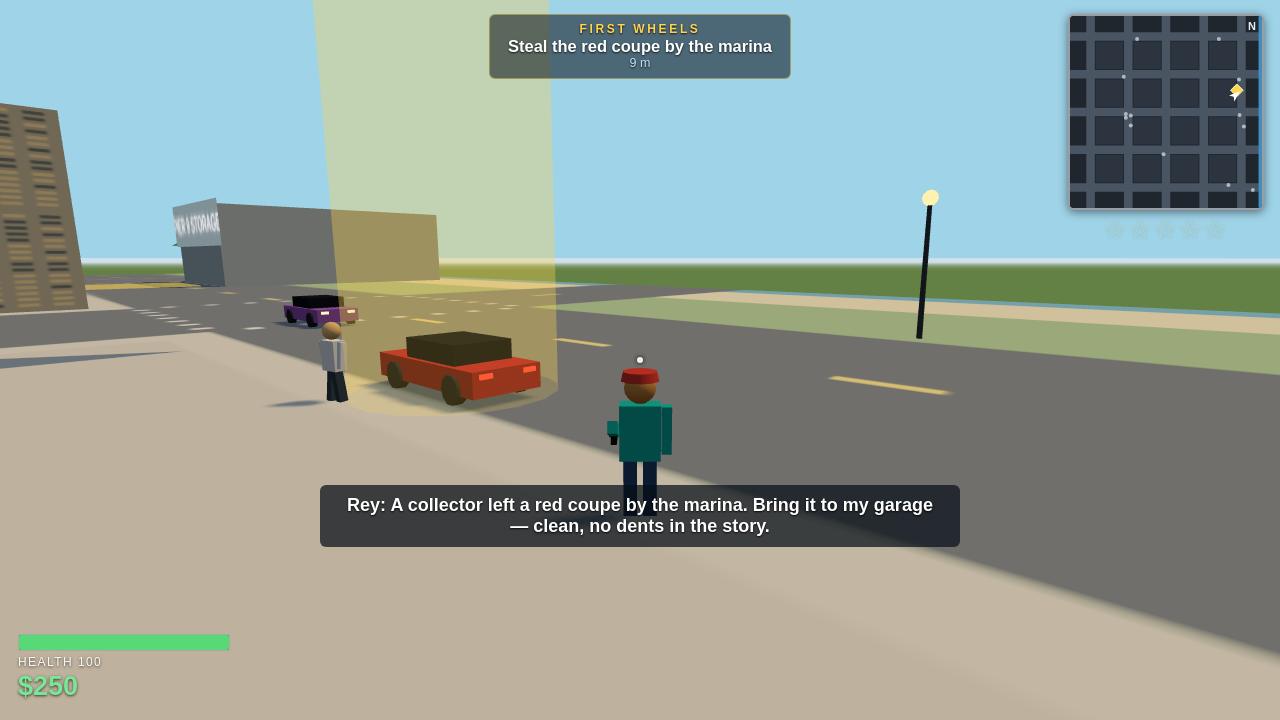 FIRST WHEELS
Steal the red coupe by the marina
9 m
N
STORAGE
Rey: A collector left a red coupe by the marina. Bring it to my garage
— clean, no dents in the story.
HEALTH 100
$250